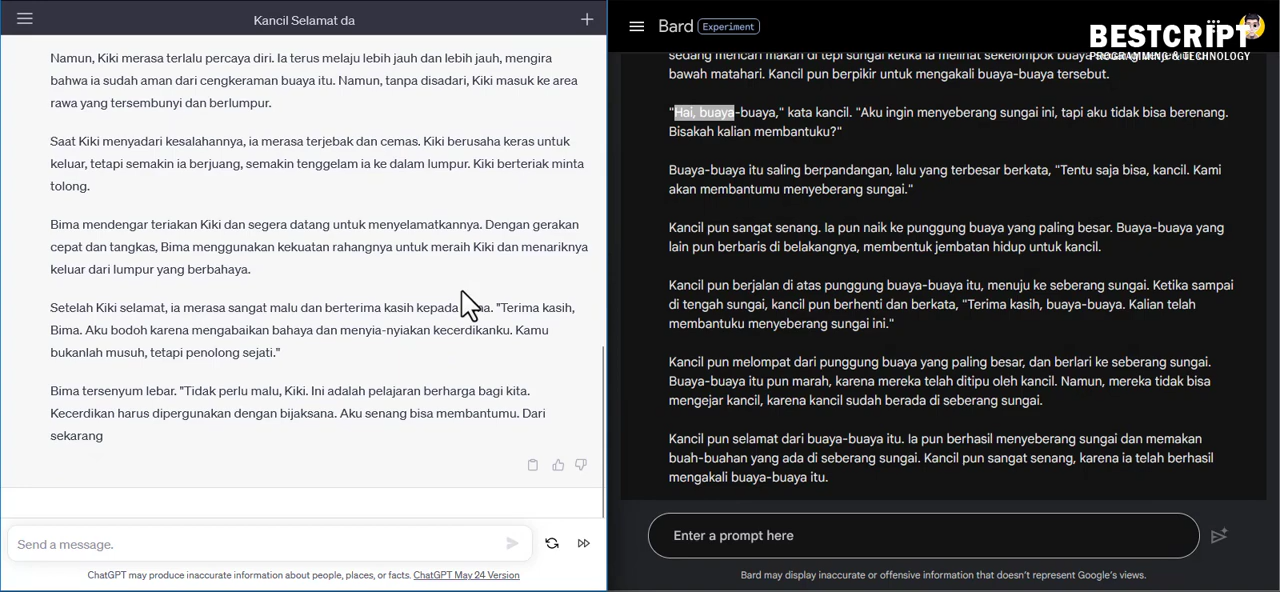 Kancil Selamat da
Namun, Kiki merasa terlalu percaya diri. Ia terus melaju lebih jauh dan lebih jauh, mengira
bahwa ia sudah aman dari cengkeraman buaya itu. Namun, tanpa disadari, Kiki masuk ke area
rawa yang tersembunyi dan berlumpur.
Saat Kiki menyadari kesalahannya, ia merasa terjebak dan cemas. Kiki berusaha keras untuk
keluar, tetapi semakin ia berjuang, semakin tenggelam ia ke dalam lumpur. Kiki berteriak minta
tolong.
Bima mendengar teriakan Kiki dan segera datang untuk menyelamatkannya. Dengan gerakan
cepat dan tangkas, Bima menggunakan kekuatan rahangnya untuk meraih Kiki dan menariknya
keluar dari lumpur yang berbahaya.
Setelah Kiki selamat, ia merasa sangat malu dan berterima kasih kepada "Terima kasih,
Bima. Aku bodoh karena mengabaikan bahaya dan menyia-nyiakan kecerdikanku. Kamu
bukanlah musuh, tetapi penolong sejati."
Bima tersenyum lebar. "Tidak perlu malu, Kiki. Ini adalah pelajaran berharga bagi kita.
Kecerdikan harus dipergunakan dengan bijaksana. Aku senang bisa membantumu. Dari
sekarang
Send a message.
ChatGPT may produce inaccurate information about people, places, or facts. ChatGPT May 24 Version
Bard Experiment
BESTCRIPT
PROGRAMMING & TECHNOLOGY
sedang mencari makan di tepi sungai ketika ia melihat sekelompok
bawah matahari. Kancil pun berpikir untuk mengakali buaya-buaya tersebut.
"Hai, buaya-buaya," kata kancil. "Aku ingin menyeberang sungai ini, tapi aku tidak bisa berenang.
Bisakah kalian membantuku?"
Buaya-buaya itu saling berpandangan, lalu yang terbesar berkata, "Tentu saja bisa, kancil. Kami
akan membantumu menyeberang sungai."
Kancil pun sangat senang. Ia pun naik ke punggung buaya yang paling besar. Buaya-buaya yang
lain pun berbaris di belakangnya, membentuk jembatan hidup untuk kancil.
Kancil pun berjalan di atas punggung buaya-buaya itu, menuju ke seberang sungai. Ketika sampai
di tengah sungai, kancil pun berhenti dan berkata, "Terima kasih, buaya-buaya. Kalian telah
membantuku menyeberang sungai ini."
Kancil pun melompat dari punggung buaya yang paling besar, dan berlari ke seberang sungai.
Buaya-buaya itu pun marah, karena mereka telah ditipu oleh kancil. Namun, mereka tidak bisa
mengejar kancil, karena kancil sudah berada di seberang sungai.
Kancil pun selamat dari buaya-buaya itu. Ia pun berhasil menyeberang sungai dan memakan
buah-buahan yang ada di seberang sungai. Kancil pun sangat senang, karena ia telah berhasil
mengakali buaya-buaya itu.
Enter a prompt here
Bard may display inaccurate or offensive information that doesn't represent Google's views.